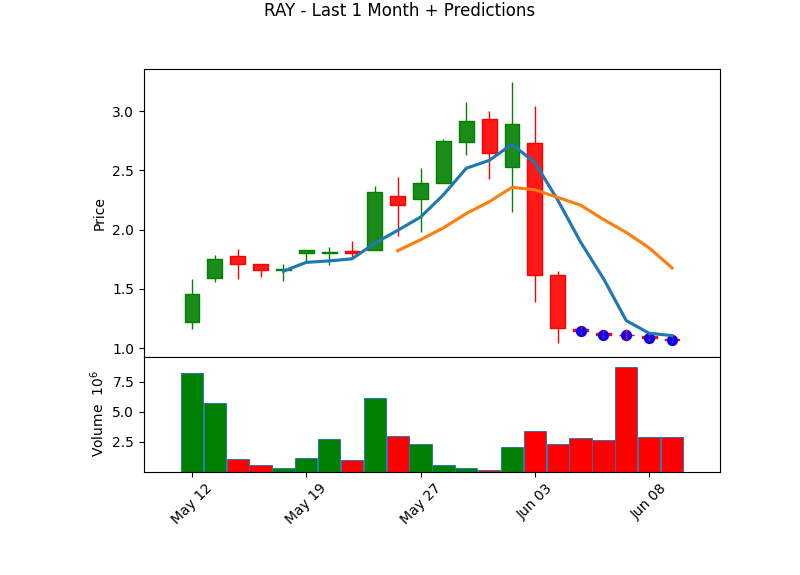 RAY - Last 1 Month + Predictions
3.0
2.5
2.0
1.5
1.0
Price
7.5
5.0
2.5
Volume 10^6
May 12
May 19
May 27
Jun 03
Jun 08